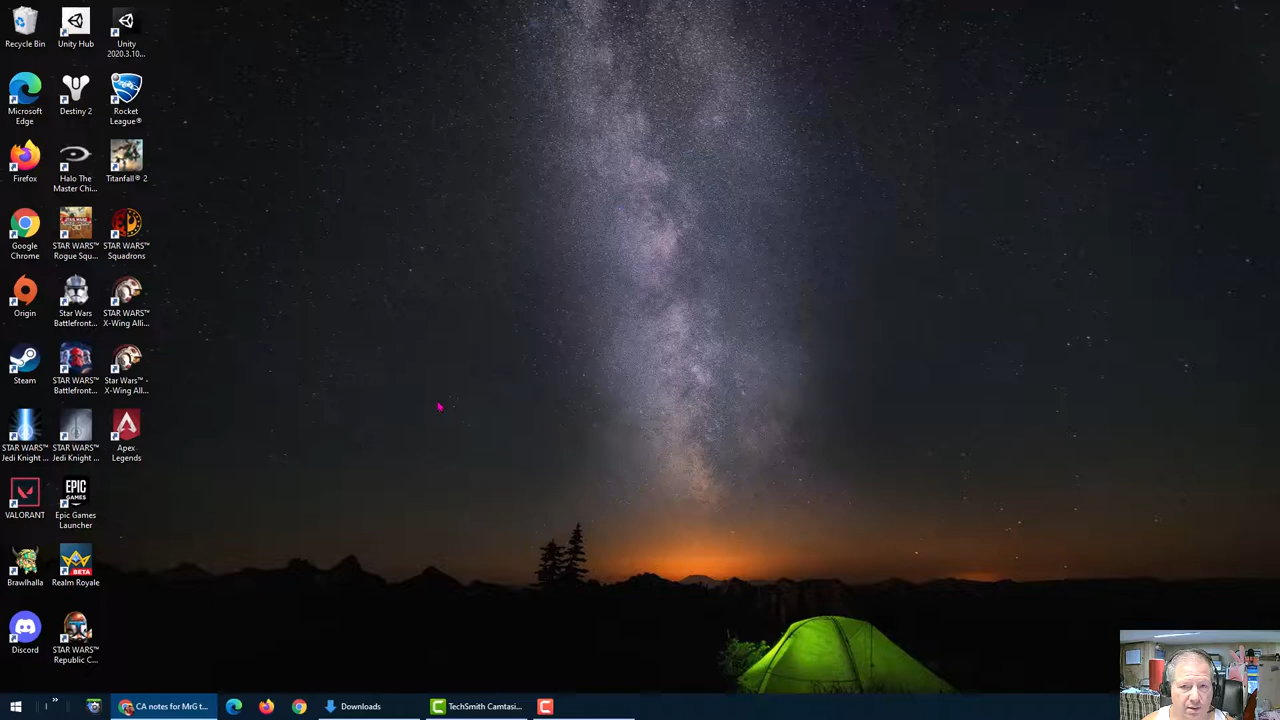 Recycle Bin
Unity Hub
Unity
2020.3.10...
Microsoft
Edge
Destiny 2
Rocket
League®
Firefox
Halo The
Master Chi...
Titanfall® 2
Google
Chrome
STAR WARS™
Rogue Squ...
STAR WARS™
Squadrons
Origin
Star Wars
Battlefront...
STAR WARS™
X-Wing Alli...
Steam
STAR WARS™
Battlefront...
Star Wars™ -
X-Wing All...
STAR WARS™
Jedi Knight ...
STAR WARS™
Jedi Knight ...
Apex
Legends
VALORANT
EPIC
GAMES
Epic Games
Launcher
Brawlhalla
BETA
Realm Royale
Discord
STAR WARS™
Republic C...
CA notes for MrG t...
Downloads
TechSmith Camtasi...